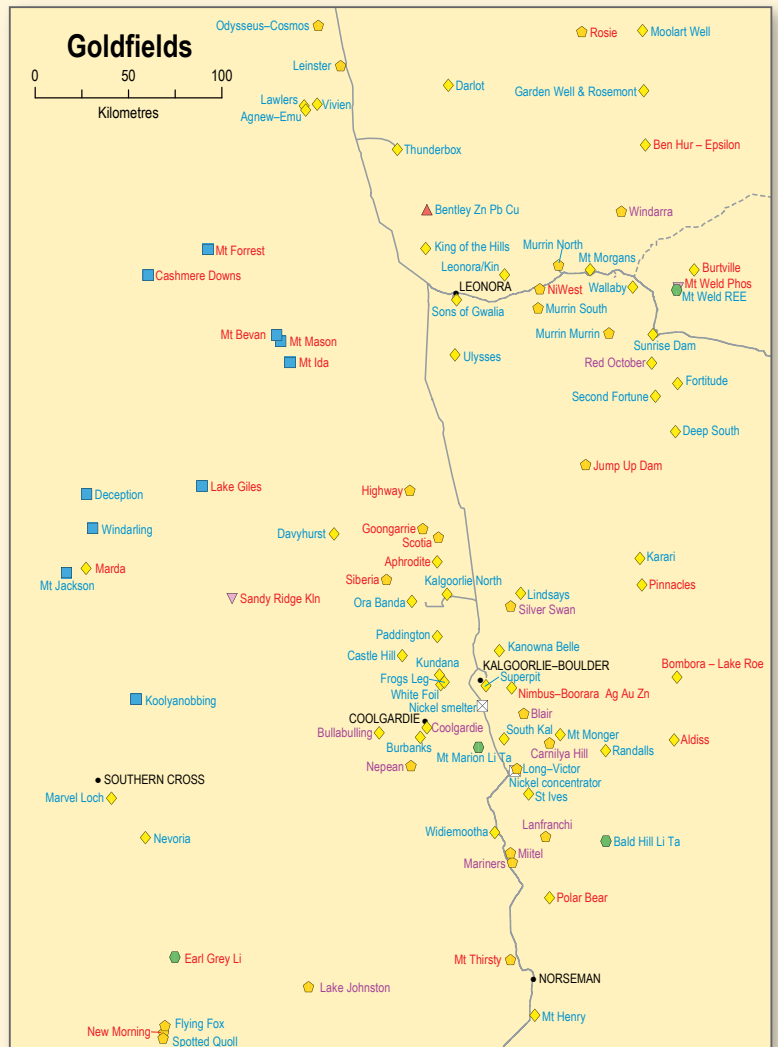 Goldfields
0 50 100
Kilometres
Odysseus–Cosmos
Rosie
Moolart Well
Leinster
Darlot
Garden Well & Rosemont
Lawlers
Vivien
Agnew–Emu
Thunderbox
Ben Hur – Epsilon
Bentley Zn Pb Cu
Windarra
Mt Forrest
King of the Hills
Murrin North
Cashmere Downs
Leonora/Kin
Mt Morgans
Burtville
LEONORA
NiWest
Wallaby
Mt Weld Phos
Mt Weld REE
Sons of Gwalia
Murrin South
Mt Bevan
Mt Mason
Murrin Murrin
Sunrise Dam
Mt Ida
Ulysses
Red October
Fortitude
Second Fortune
Deep South
Jump Up Dam
Lake Giles
Highway
Deception
Windarling
Davyhurst
Goongarrie
Scotia
Karari
Marda
Aphrodite
Mt Jackson
Siberia
Kalgoorlie North
Pinnacles
Sandy Ridge Kln
Ora Banda
Lindsays
Silver Swan
Paddington
Castle Hill
Kanowna Belle
Kundana
KALGOORLIE–BOULDER
Bombora – Lake Roe
Frogs Leg
Superpit
White Foil
Nimbus–Boorara Ag Au Zn
Koolyanobbing
Nickel smelter
Blair
COOLGARDIE
Coolgardie
Bullabulling
Burbanks
South Kal
Mt Monger
Aldiss
Mt Marion Li Ta
Carnilya Hill
Randalls
Nepean
Long–Victor
SOUTHERN CROSS
Nickel concentrator
Marvel Loch
St Ives
Nevoria
Widiemootha
Lanfranchi
Bald Hill Li Ta
Miitel
Mariners
Polar Bear
Earl Grey Li
Mt Thirsty
Lake Johnston
NORSEMAN
Mt Henry
Flying Fox
New Morning
Spotted Quoll